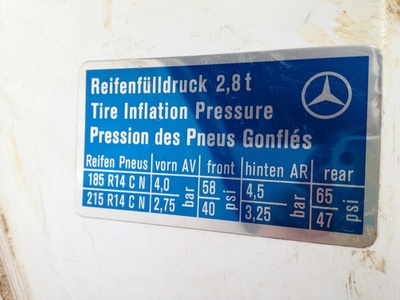 Reifenfülldruck 2,8 t
Tire Inflation Pressure
Pression des Pneus Gonflés
Reifen Pneus vorn AV front hinten AR rear
185 R14 C N 4,0 bar 58 psi 4,5 bar 65 psi
215 R14 C N 2,75 40 3,25 47